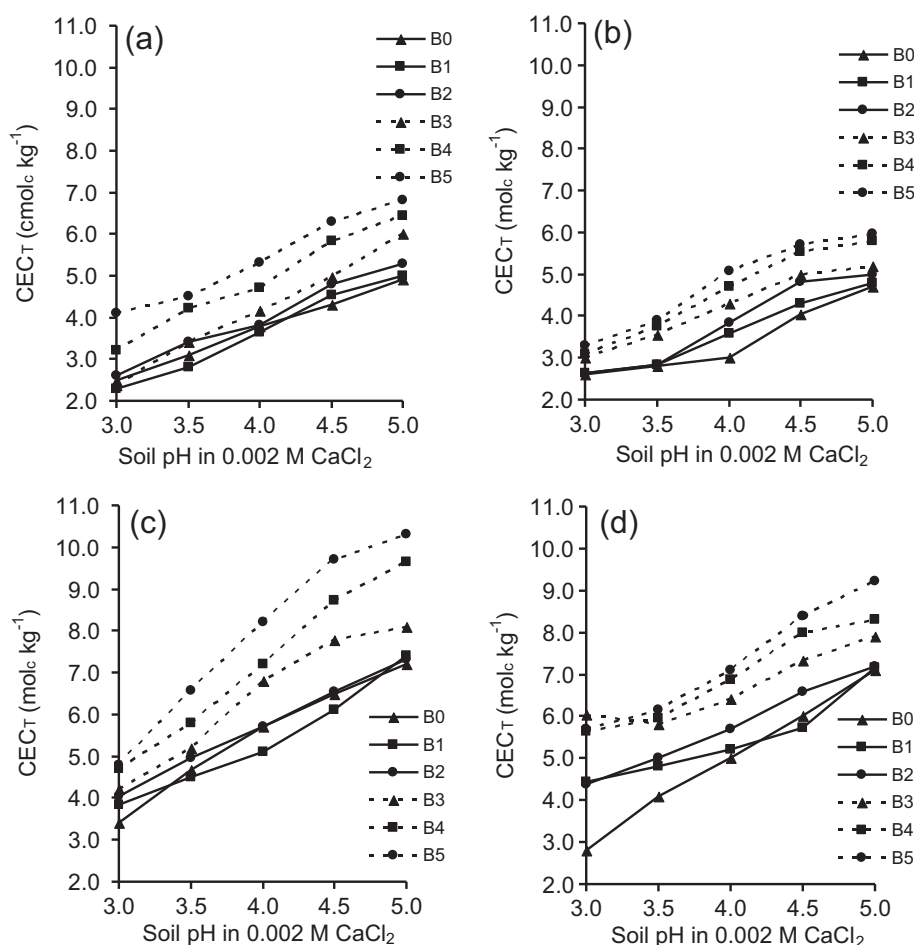 (a)
11.0
10.0
9.0
8.0
7.0
6.0
5.0
4.0
3.0
2.0
CECT (cmolc kg-1)
B0
B1
B2
B3
B4
B5
3.0 3.5 4.0 4.5 5.0
Soil pH in 0.002 M CaCl2
(b)
11.0
10.0
9.0
8.0
7.0
6.0
5.0
4.0
3.0
2.0
CECT (molc kg-1)
B0
B1
B2
B3
B4
B5
3.0 3.5 4.0 4.5 5.0
Soil pH in 0.002 M CaCl2
(c)
11.0
10.0
9.0
8.0
7.0
6.0
5.0
4.0
3.0
2.0
CECT (molc kg-1)
B0
B1
B2
B3
B4
B5
3.0 3.5 4.0 4.5 5.0
Soil pH in 0.002 M CaCl2
(d)
11.0
10.0
9.0
8.0
7.0
6.0
5.0
4.0
3.0
2.0
CECT (molc kg-1)
B0
B1
B2
B3
B4
B5
3.0 3.5 4.0 4.5 5.0
Soil pH in 0.002 M CaCl2